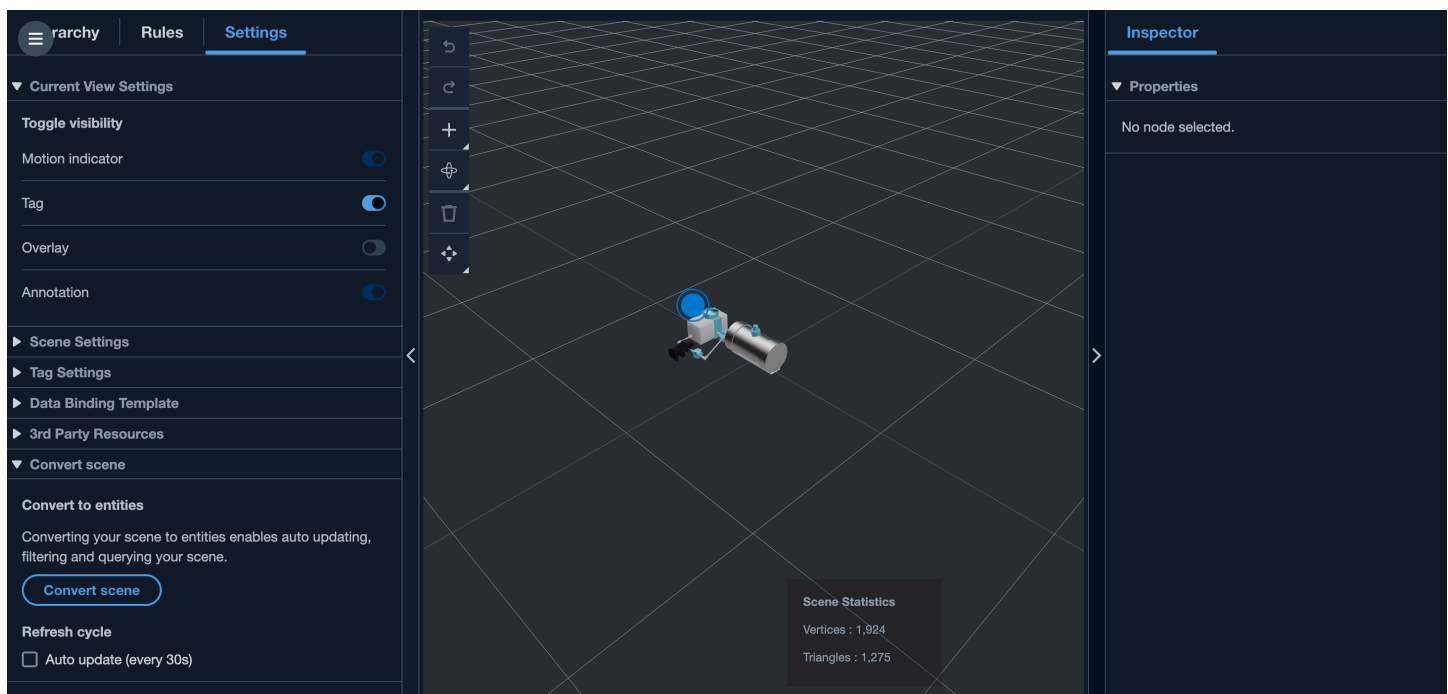 rarchy
Rules
Settings
Current View Settings
Toggle visibility
Motion indicator
Tag
Overlay
Annotation
Scene Settings
Tag Settings
Data Binding Template
3rd Party Resources
Convert scene
Convert to entities
Converting your scene to entities enables auto updating,
filtering and querying your scene.
Convert scene
Refresh cycle
Auto update (every 30s)
Scene Statistics
Vertices : 1,924
Triangles : 1,275
Inspector
Properties
No node selected.